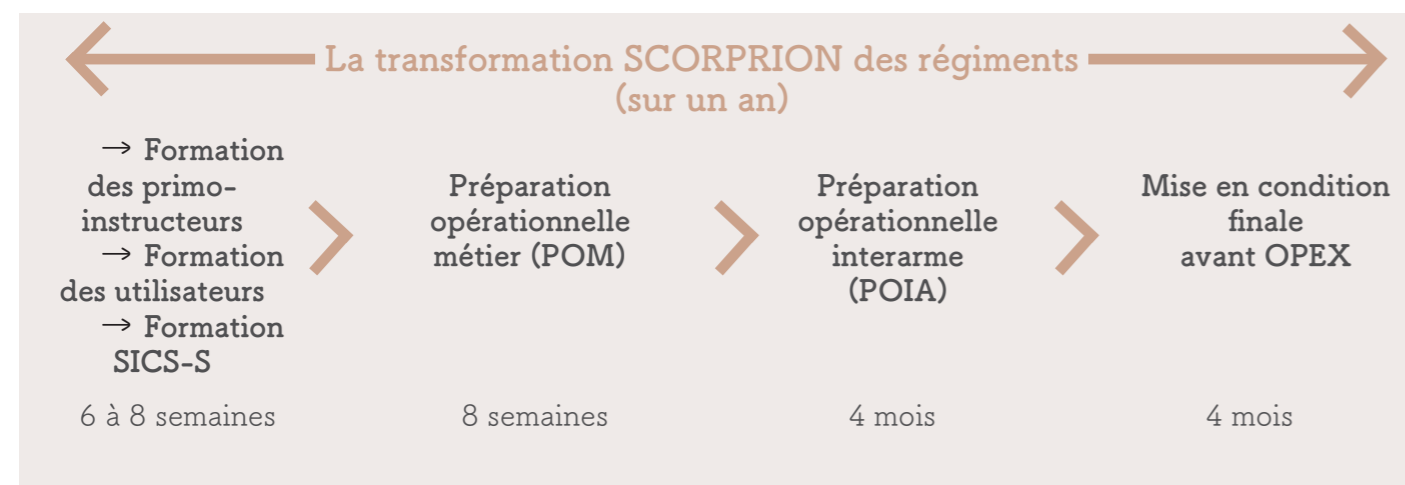 La transformation SCORPRION des régiments
(sur un an)
→ Formation
des primo-
instructeurs
→ Formation
des utilisateurs
→ Formation
SICS-S
6 à 8 semaines
Préparation
opérationnelle
métier (POM)
8 semaines
Préparation
opérationnelle
interarme
(POIA)
4 mois
Mise en condition
finale
avant OPEX
4 mois